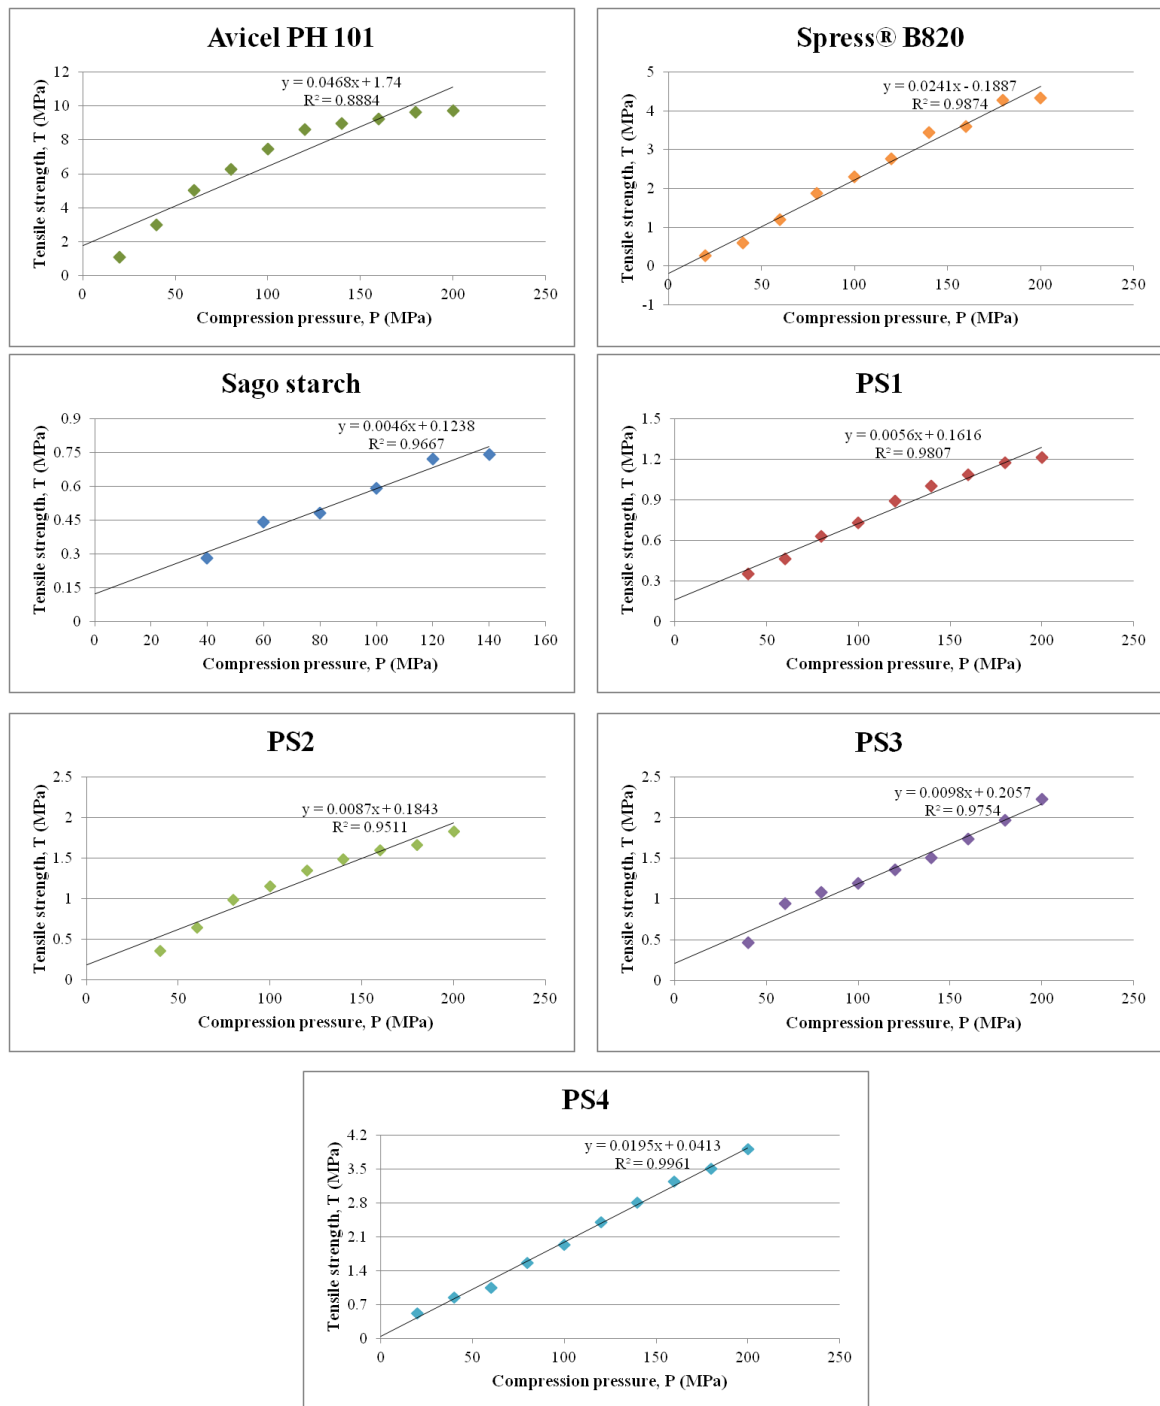 Avicel PH 101
y = 0.0468x + 1.74
R² = 0.8884
Tensile strength, T (MPa)
12
10
8
6
4
2
0
0 50 100 150 200 250
Compression pressure, P (MPa)
Spress® B820
y = 0.0241x - 0.1887
R² = 0.9874
Tensile strength, T (MPa)
5
4
3
2
1
0
-1
0 50 100 150 200 250
Compression pressure, P (MPa)
Sago starch
y = 0.0046x + 0.1238
R² = 0.9667
Tensile strength, T (MPa)
0.9
0.75
0.6
0.45
0.3
0.15
0
0 20 40 60 80 100 120 140 160
Compression pressure, P (MPa)
PS1
y = 0.0056x + 0.1616
R² = 0.9807
Tensile strength, T (MPa)
1.5
1.2
0.9
0.6
0.3
0
0 50 100 150 200 250
Compression pressure, P (MPa)
PS2
y = 0.0087x + 0.1843
R² = 0.9511
Tensile strength, T (MPa)
2.5
2
1.5
1
0.5
0
0 50 100 150 200 250
Compression pressure, P (MPa)
PS3
y = 0.0098x + 0.2057
R² = 0.9754
Tensile strength, T (MPa)
2.5
2
1.5
1
0.5
0
0 50 100 150 200 250
Compression pressure, P (MPa)
PS4
y = 0.0195x + 0.0413
R² = 0.9961
Tensile strength, T (MPa)
4.2
3.5
2.8
2.1
1.4
0.7
0
0 50 100 150 200 250
Compression pressure, P (MPa)